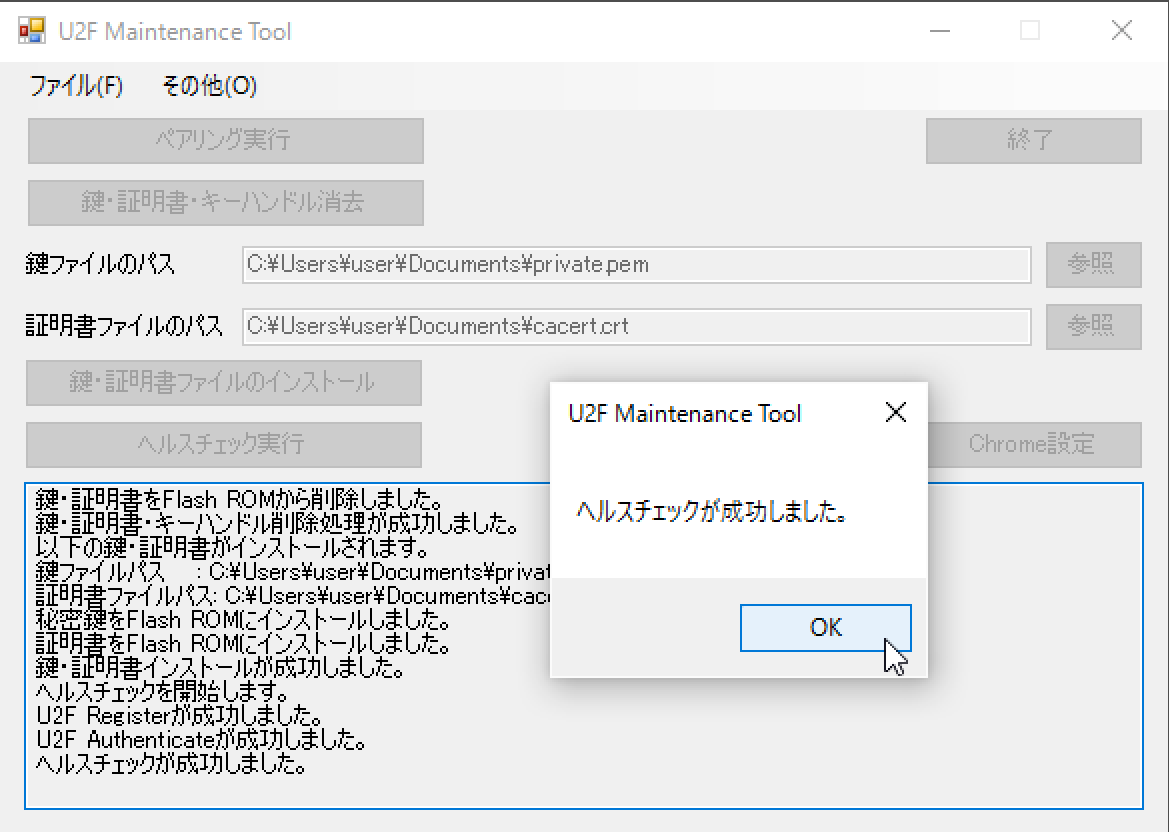 U2F Maintenance Tool
ファイル(F) その他(O)
ペアリング実行
終了
鍵・証明書・キーハンドル消去
鍵ファイルのパス
C:¥Users¥user¥Documents¥private.pem
参照
証明書ファイルのパス
C:¥Users¥user¥Documents¥cacert.crt
参照
鍵・証明書ファイルのインストール
ヘルスチェック実行
Chrome設定
U2F Maintenance Tool
ヘルスチェックが成功しました。
OK
鍵・証明書をFlash ROMから削除しました。
鍵・証明書・キーハンドル削除処理が成功しました。
以下の鍵・証明書がインストールされます。
鍵ファイルパス　: C:¥Users¥user¥Documents¥privat
証明書ファイルパス: C:¥Users¥user¥Documents¥cac
秘密鍵をFlash ROMにインストールしました。
証明書をFlash ROMにインストールしました。
鍵・証明書インストールが成功しました。
ヘルスチェックを開始します。
U2F Registerが成功しました。
U2F Authenticateが成功しました。
ヘルスチェックが成功しました。